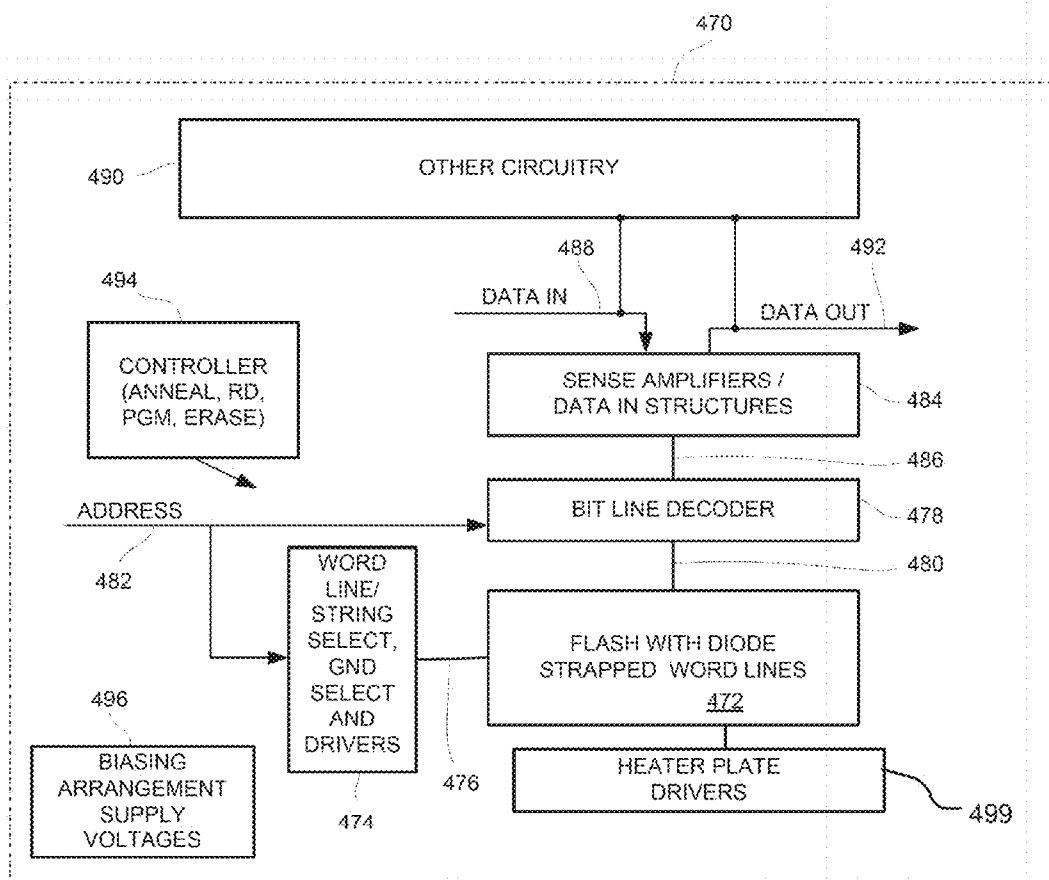 470
OTHER CIRCUITRY
490
488
492
DATA IN
DATA OUT
494
CONTROLLER
(ANNEAL, RD,
PGM, ERASE)
SENSE AMPLIFIERS /
DATA IN STRUCTURES
484
486
ADDRESS
482
BIT LINE DECODER
478
480
WORD
LINE/
STRING
SELECT,
GND
SELECT
AND
DRIVERS
474
476
FLASH WITH DIODE
STRAPPED WORD LINES
472
496
BIASING
ARRANGEMENT
SUPPLY
VOLTAGES
HEATER PLATE
DRIVERS
499